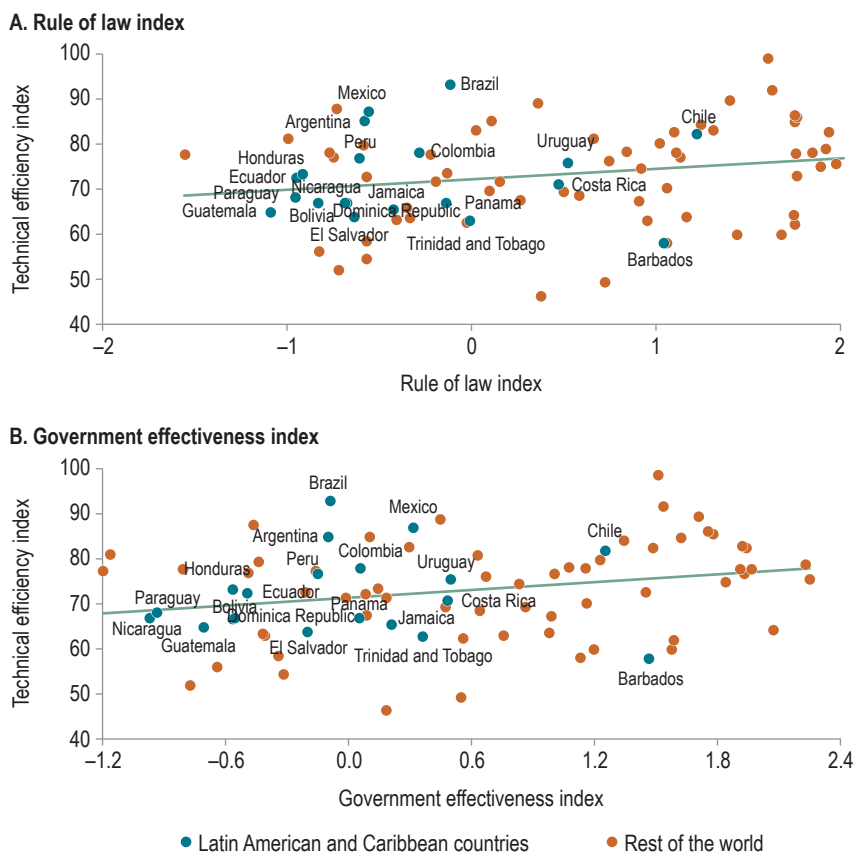 A. Rule of law index
100
90
80
70
60
50
40
Technical efficiency index
Brazil
Mexico
Argentina
Chile
Peru
Colombia
Uruguay
Honduras
Ecuador
Nicaragua
Jamaica
Costa Rica
Paraguay
Panama
Guatemala
Bolivia
Dominica Republic
El Salvador
Trinidad and Tobago
Barbados
−2
−1
0
1
2
Rule of law index
B. Government effectiveness index
100
90
80
70
60
50
40
Technical efficiency index
Brazil
Mexico
Argentina
Chile
Colombia
Peru
Uruguay
Honduras
Ecuador
Paraguay
Panama
Costa Rica
Bolivia
Dominica Republic
Jamaica
Nicaragua
Guatemala
El Salvador
Trinidad and Tobago
Barbados
−1.2
−0.6
0.0
0.6
1.2
1.8
2.4
Government effectiveness index
Latin American and Caribbean countries
Rest of the world